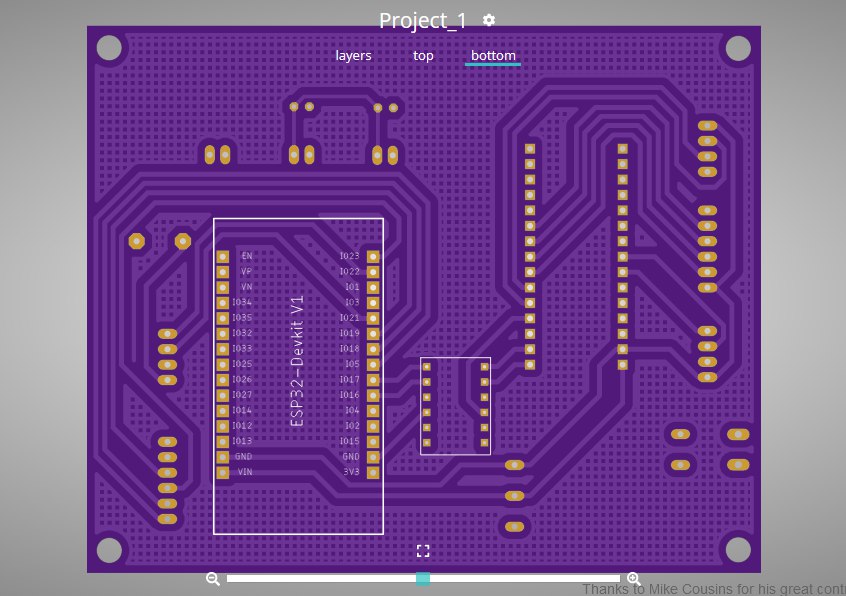 Project_1
layers top bottom
EN IO23
VP IO22
VN IO1
IO34 IO3
IO35 IO21
IO32 IO19
IO33 IO18
IO25 IO5
IO26 IO17
IO27 IO16
IO14 IO4
IO12 IO2
IO13 IO15
GND GND
VIN 3V3
ESP32-Devkit V1
Thanks to Mike Cousins for his great conti